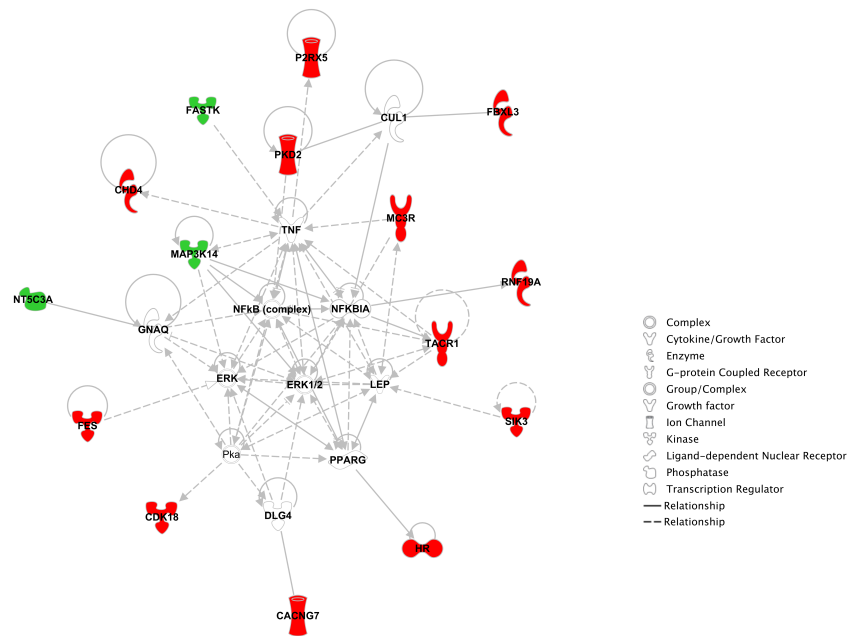 P2RX5
FASTK
CUL1
FBXL3
PKD2
CHD4
MC3R
TNF
MAP3K14
RNF19A
NT5C3A
NFkB (complex)
NFKBIA
GNAQ
TACR1
ERK
ERK1/2
LEP
FES
SIK3
Pka
PPARG
CDK18
DLG4
HR
CACNG7
Complex
Cytokine/Growth Factor
Enzyme
G-protein Coupled Receptor
Group/Complex
Growth factor
Ion Channel
Kinase
Ligand-dependent Nuclear Receptor
Phosphatase
Transcription Regulator
Relationship
Relationship